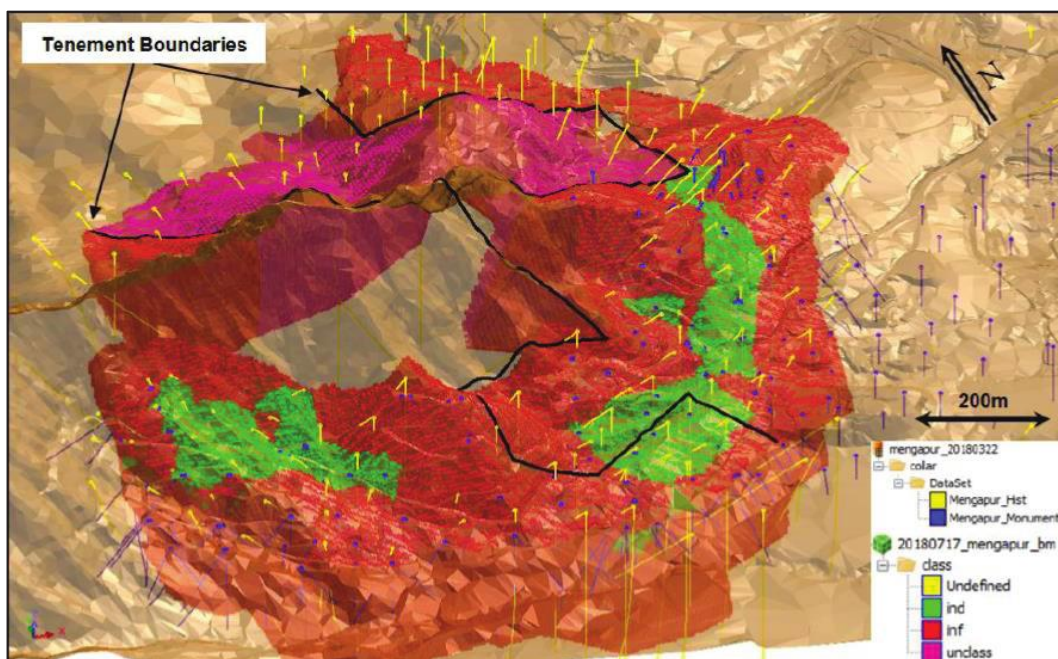 Tenement Boundaries
N
200m
mengapur_20180322
collar
DataSet
Mengapur_Hist
Mengapur_Monument
20180717_mengapur_bm
class
Undefined
ind
inf
unclass
X